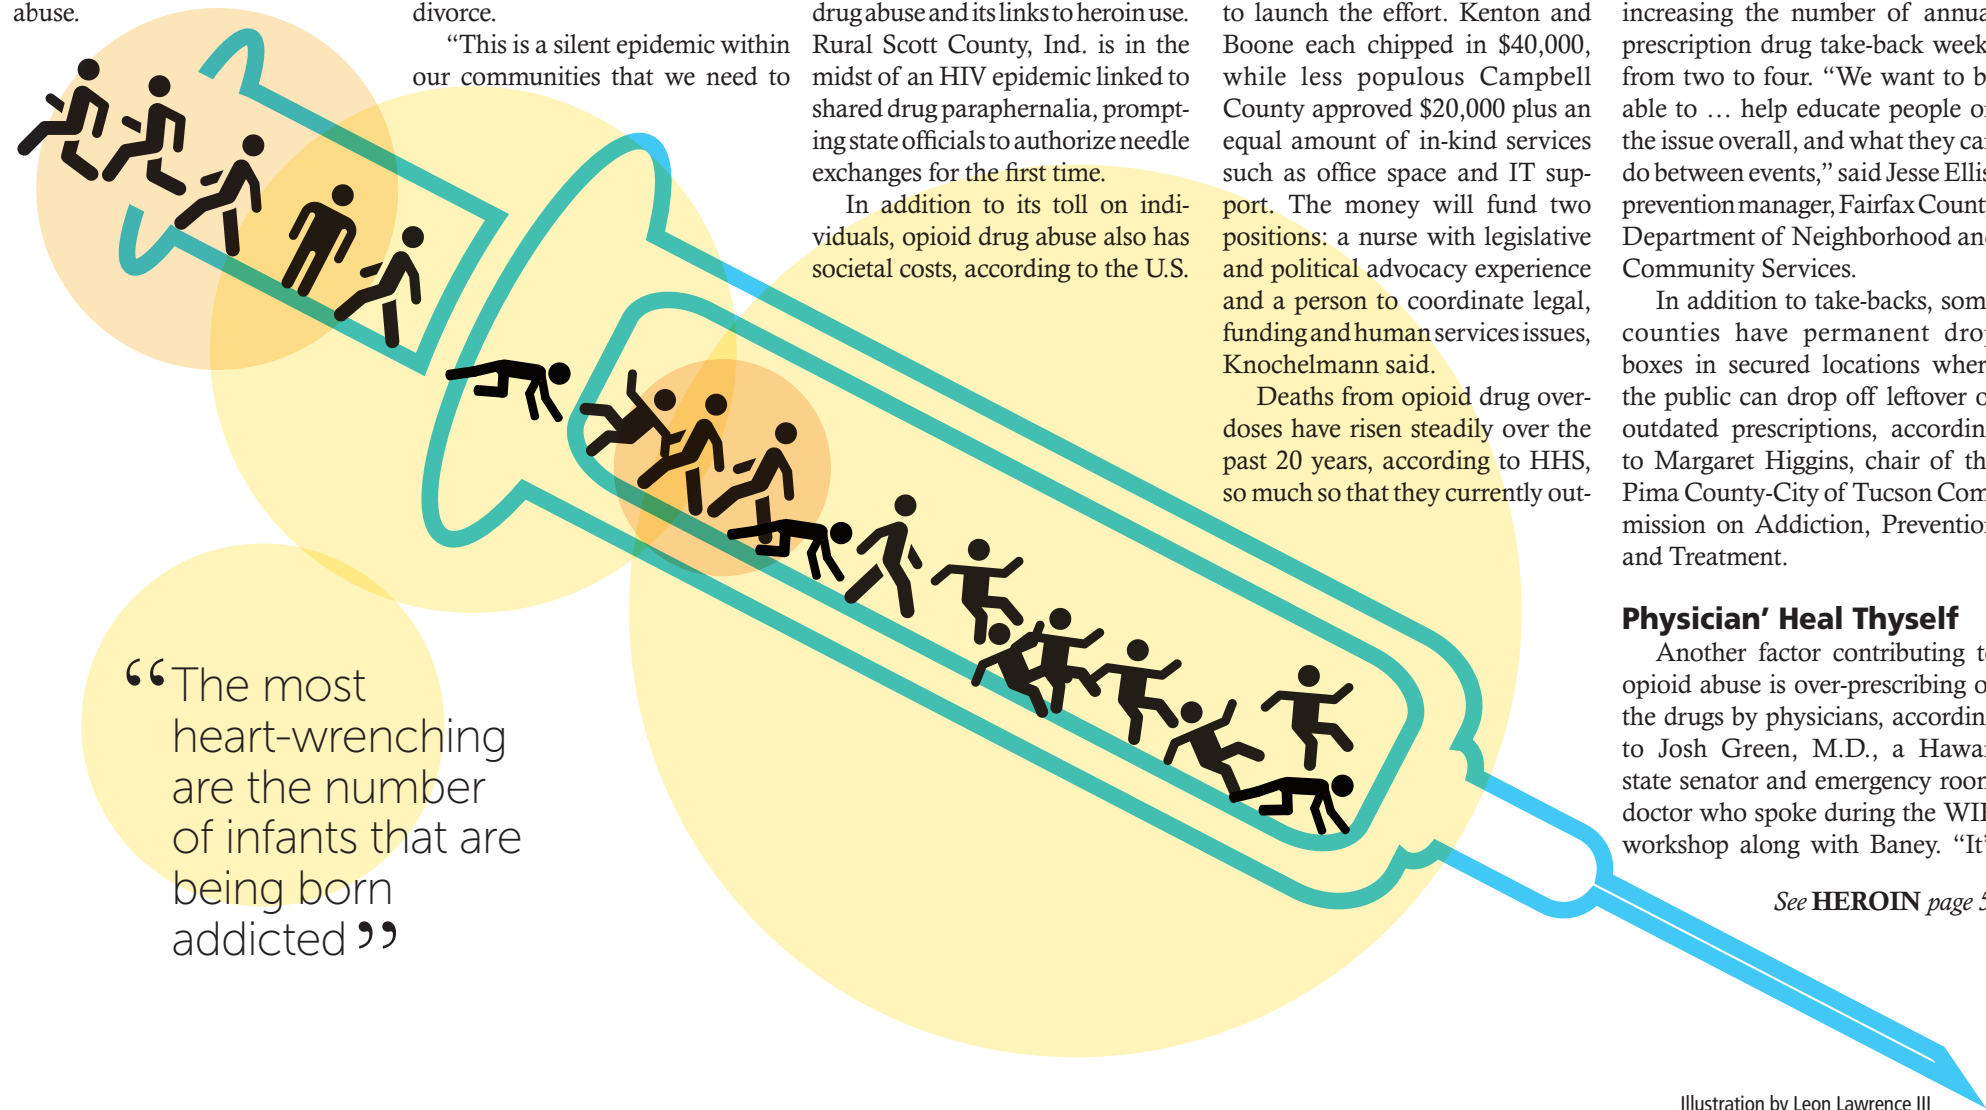 abuse.
divorce.
“This is a silent epidemic within
our communities that we need to
drug abuse and its links to heroin use.
Rural Scott County, Ind. is in the
midst of an HIV epidemic linked to
shared drug paraphernalia, prompt-
ing state officials to authorize needle
exchanges for the first time.
In addition to its toll on indi-
viduals, opioid drug abuse also has
societal costs, according to the U.S.
to launch the effort. Kenton and
Boone each chipped in $40,000,
while less populous Campbell
County approved $20,000 plus an
equal amount of in-kind services
such as office space and IT sup-
port. The money will fund two
positions: a nurse with legislative
and political advocacy experience
and a person to coordinate legal,
funding and human services issues,
Knochelmann said.
Deaths from opioid drug over-
doses have risen steadily over the
past 20 years, according to HHS,
so much so that they currently out-
increasing the number of annua
prescription drug take-back week
from two to four. “We want to b
able to … help educate people o
the issue overall, and what they ca
do between events,” said Jesse Ellis
prevention manager, Fairfax Count
Department of Neighborhood an
Community Services.
In addition to take-backs, som
counties have permanent drop
boxes in secured locations wher
the public can drop off leftover o
outdated prescriptions, accordin
to Margaret Higgins, chair of th
Pima County-City of Tucson Com
mission on Addiction, Prevention
and Treatment.
Physician’ Heal Thyself
Another factor contributing t
opioid abuse is over-prescribing o
the drugs by physicians, accordin
to Josh Green, M.D., a Hawai
state senator and emergency room
doctor who spoke during the WI
workshop along with Baney. “It’
See HEROIN page 5
“The most
heart-wrenching
are the number
of infants that are
being born
addicted”
Illustration by Leon Lawrence III